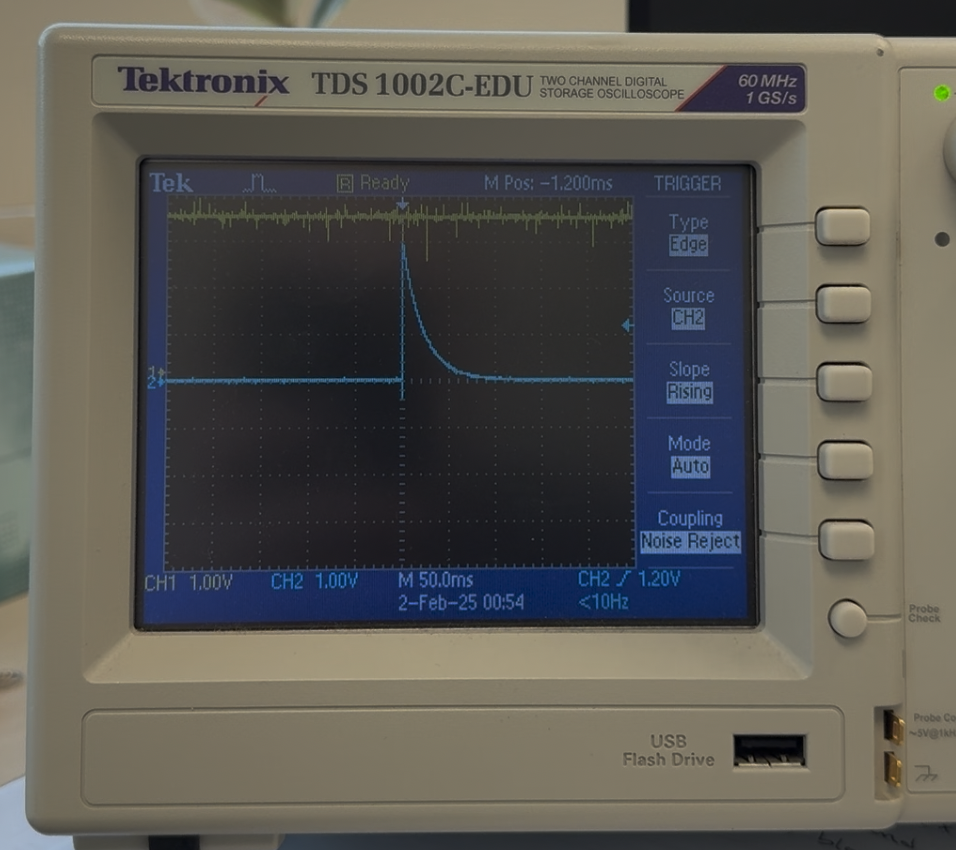 Tektronix TDS 1002C-EDU TWO CHANNEL DIGITAL STORAGE OSCILLOSCOPE 60 MHz 1 GS/s
Tek R Ready M Pos: -1.200ms TRIGGER
Type
Edge
Source
CH2
Slope
Rising
1
2
Mode
Auto
Coupling
Noise Reject
CH1 1.00V CH2 1.00V M 50.0ms CH2 1.20V
2-Feb-25 00:54 <10Hz
PROBE CHECK
Probe
~5V@1kH
USB
Flash Drive